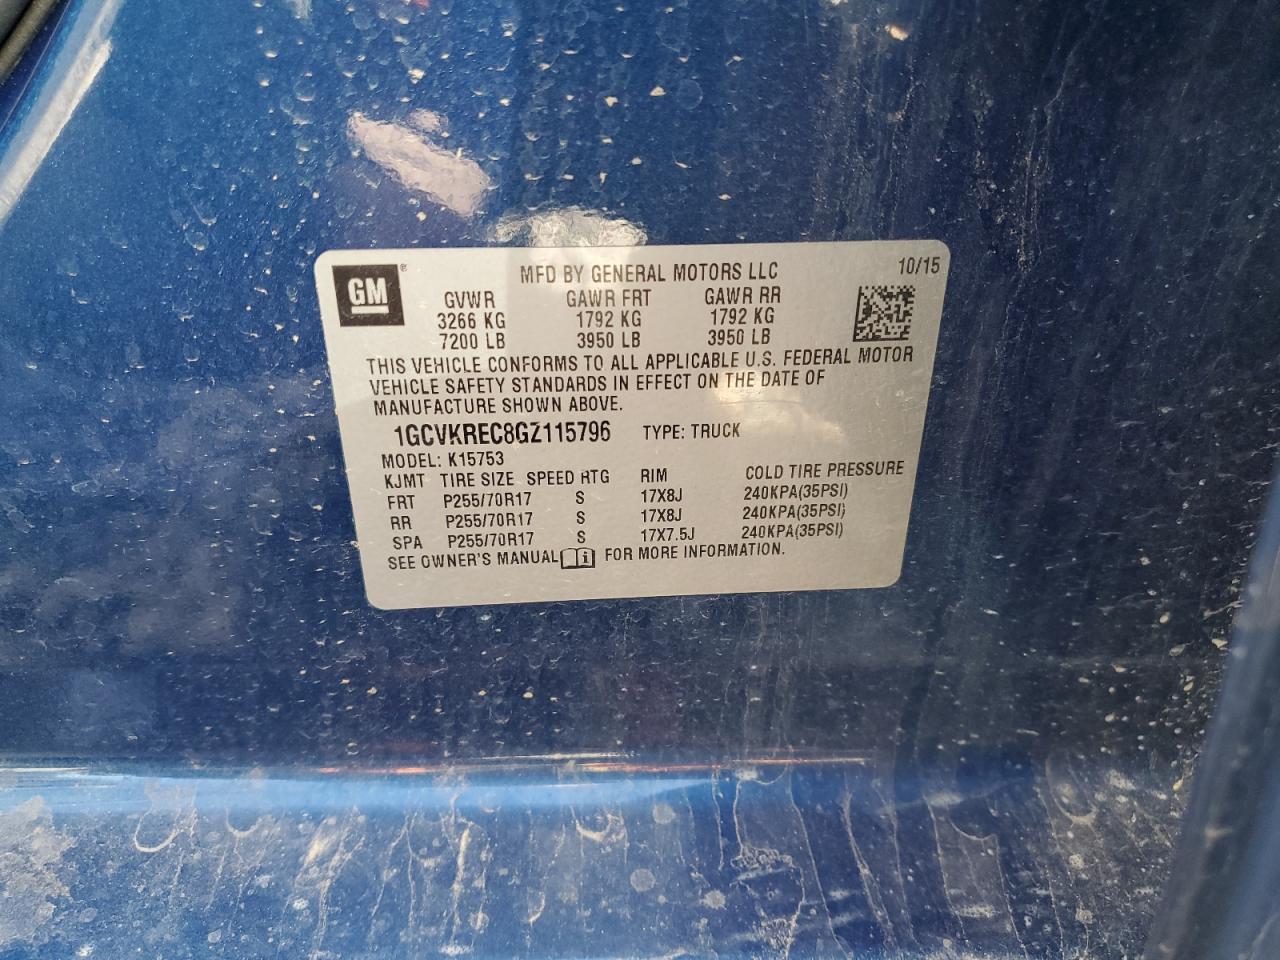 GM®
MFD BY GENERAL MOTORS LLC 10/15
GVWR GAWR FRT GAWR RR
3266 KG 1792 KG 1792 KG
7200 LB 3950 LB 3950 LB
THIS VEHICLE CONFORMS TO ALL APPLICABLE U.S. FEDERAL MOTOR
VEHICLE SAFETY STANDARDS IN EFFECT ON THE DATE OF
MANUFACTURE SHOWN ABOVE.
1GCVKREC8GZ115796 TYPE: TRUCK
MODEL: K15753
KJMT TIRE SIZE SPEED RTG RIM COLD TIRE PRESSURE
FRT P255/70R17 S 17X8J 240KPA(35PSI)
RR P255/70R17 S 17X8J 240KPA(35PSI)
SPA P255/70R17 S 17X7.5J 240KPA(35PSI)
SEE OWNER'S MANUAL i FOR MORE INFORMATION.